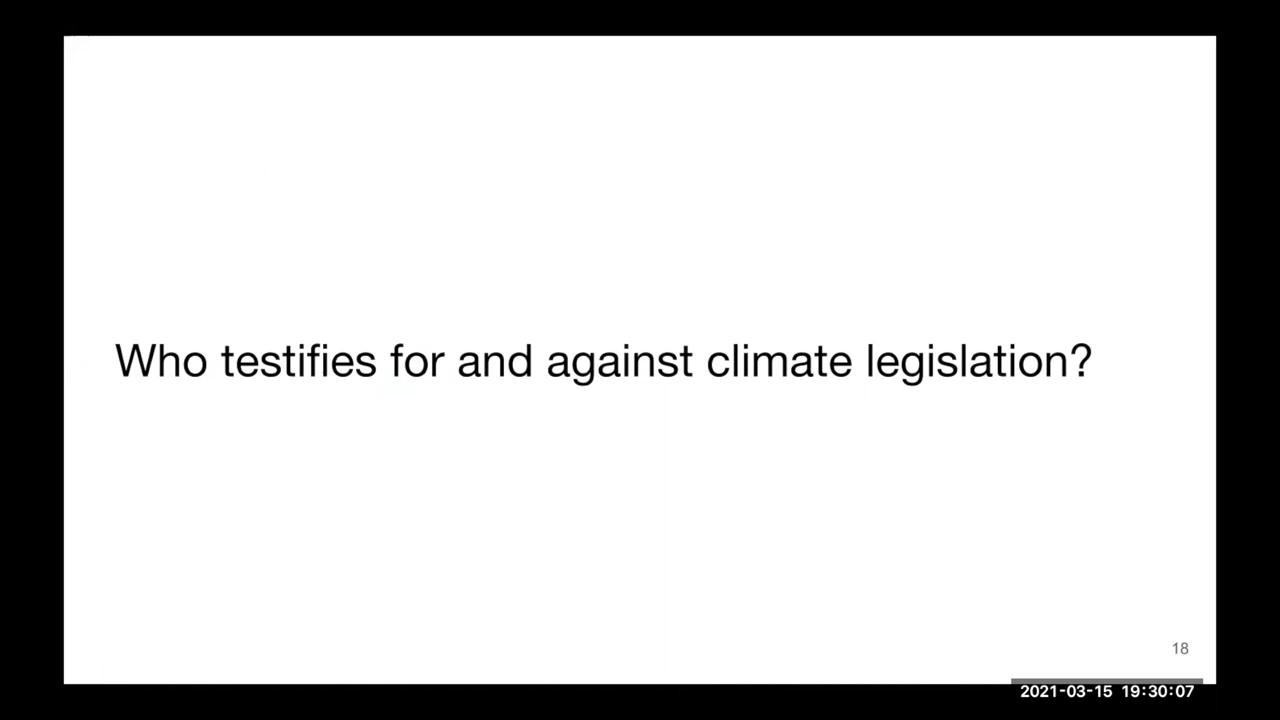 Who testifies for and against climate legislation?
18
2021-03-15 19:30:07